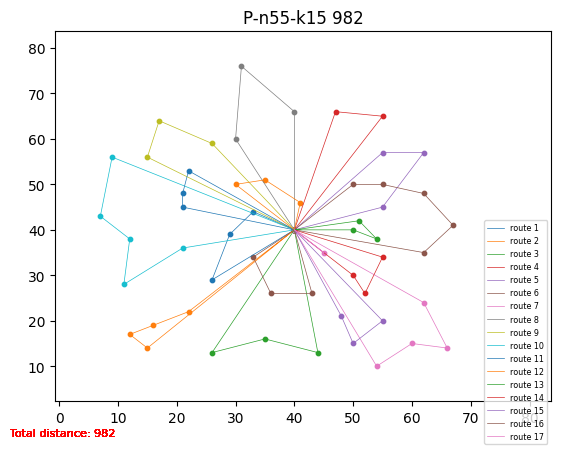 P-n55-k15 982
80
70
60
50
40
30
20
10
0 10 20 30 40 50 60 70 80
route 1
route 2
route 3
route 4
route 5
route 6
route 7
route 8
route 9
route 10
route 11
route 12
route 13
route 14
route 15
route 16
route 17
Total distance: 982